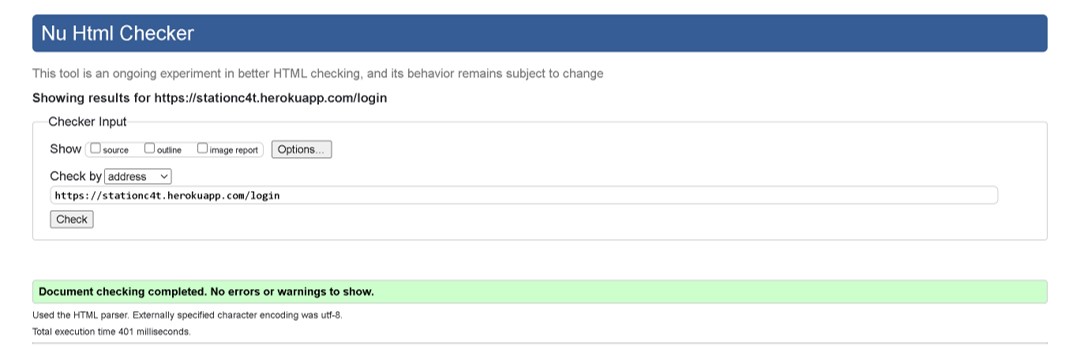 Nu Html Checker
This tool is an ongoing experiment in better HTML checking, and its behavior remains subject to change
Showing results for https://stationc4t.herokuapp.com/login
Checker Input
Show source outline image report Options...
Check by address
https://stationc4t.herokuapp.com/login
Check
Document checking completed. No errors or warnings to show.
Used the HTML parser. Externally specified character encoding was utf-8.
Total execution time 401 milliseconds.